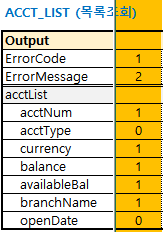 ACCT_LIST (목록조회)
Output
ErrorCode 1
ErrorMessage 2
acctList
acctNum 1
acctType 0
currency 1
balance 1
availableBal 1
branchName 1
openDate 0